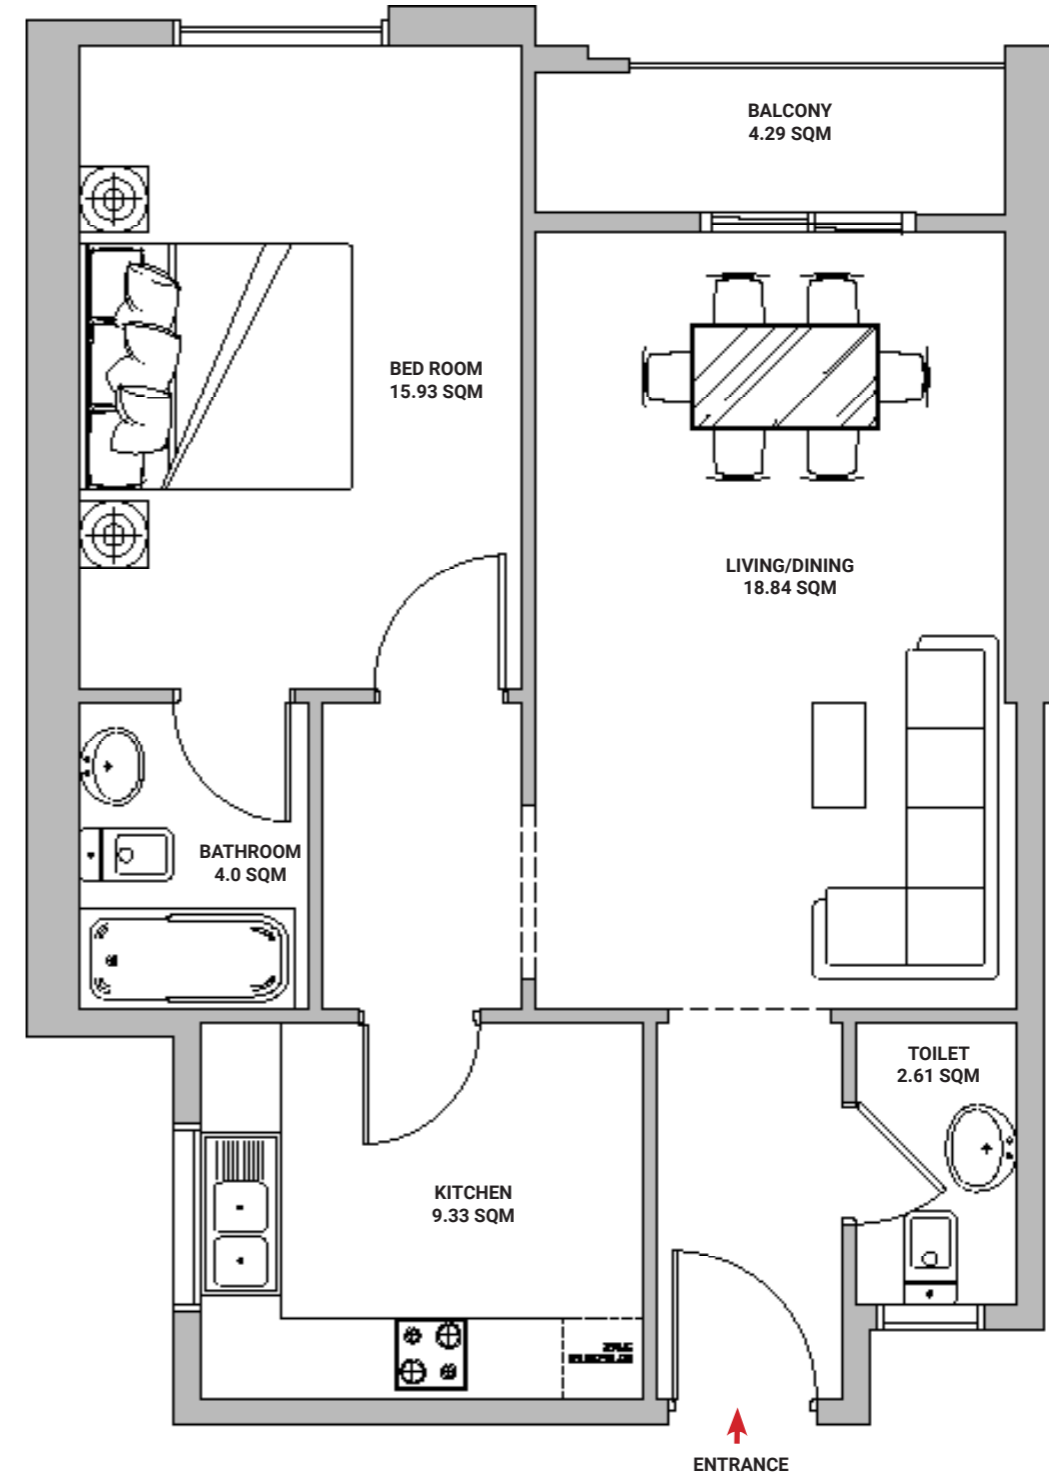 BALCONY
4.29 SQM
BED ROOM
15.93 SQM
LIVING/DINING
18.84 SQM
BATHROOM
4.0 SQM
TOILET
2.61 SQM
KITCHEN
9.33 SQM
ENTRANCE